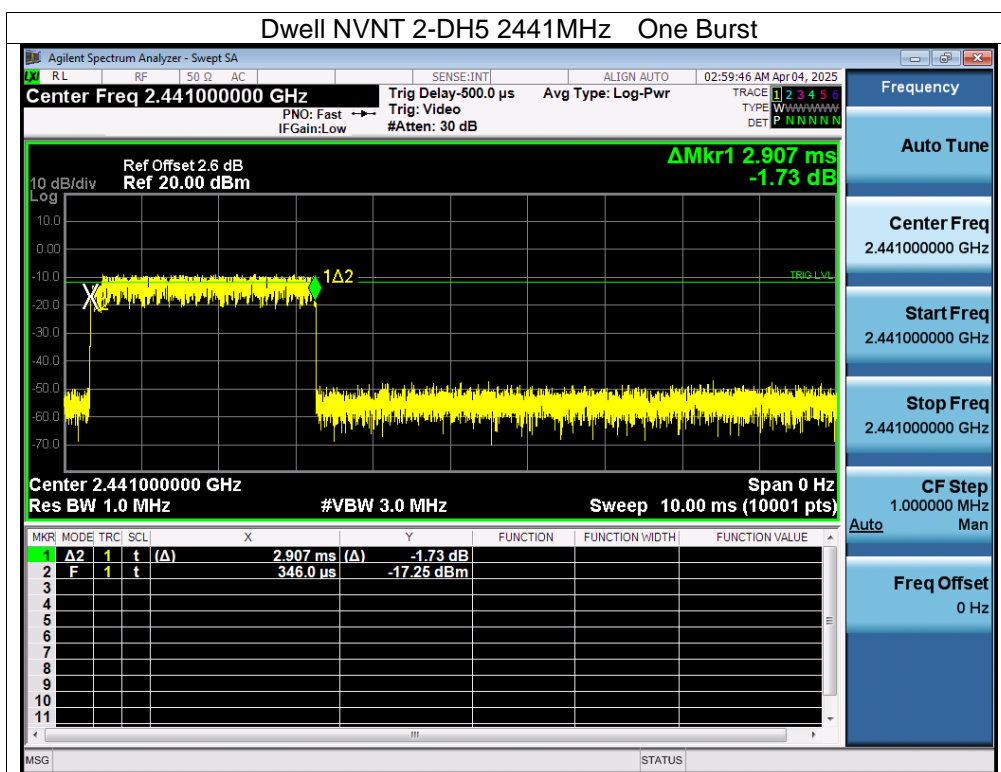 Dwell NVNT 2-DH5 2441MHz One Burst
Agilent Spectrum Analyzer - Swept SA
LXI RL RF 50 Ω AC SENSE:INT ALIGN AUTO 02:59:46 AM Apr 04, 2025
Center Freq 2.441000000 GHz Trig Delay-500.0 µs Avg Type: Log-Pwr TRACE 1 2 3 4 5 6
PNO: Fast Trig: Video TYPE WWWWWWW
IFGain:Low #Atten: 30 dB DET P N N N N N
ΔMkr1 2.907 ms
-1.73 dB
Ref Offset 2.6 dB
10 dB/div Ref 20.00 dBm
Log
10.0
0.00
-10.0
-20.0
-30.0
-40.0
-50.0
-60.0
-70.0
1Δ2
TRIG LVL
Center 2.441000000 GHz Span 0 Hz
Res BW 1.0 MHz #VBW 3.0 MHz Sweep 10.00 ms (10001 pts)
MKR MODE TRC SCL X Y FUNCTION FUNCTION WIDTH FUNCTION VALUE
1 Δ2 1 t (Δ) 2.907 ms (Δ) -1.73 dB
2 F 1 t 346.0 µs -17.25 dBm
3
4
5
6
7
8
9
10
11
MSG STATUS
Frequency
Auto Tune
Center Freq
2.441000000 GHz
Start Freq
2.441000000 GHz
Stop Freq
2.441000000 GHz
CF Step
1.000000 MHz
Auto Man
Freq Offset
0 Hz